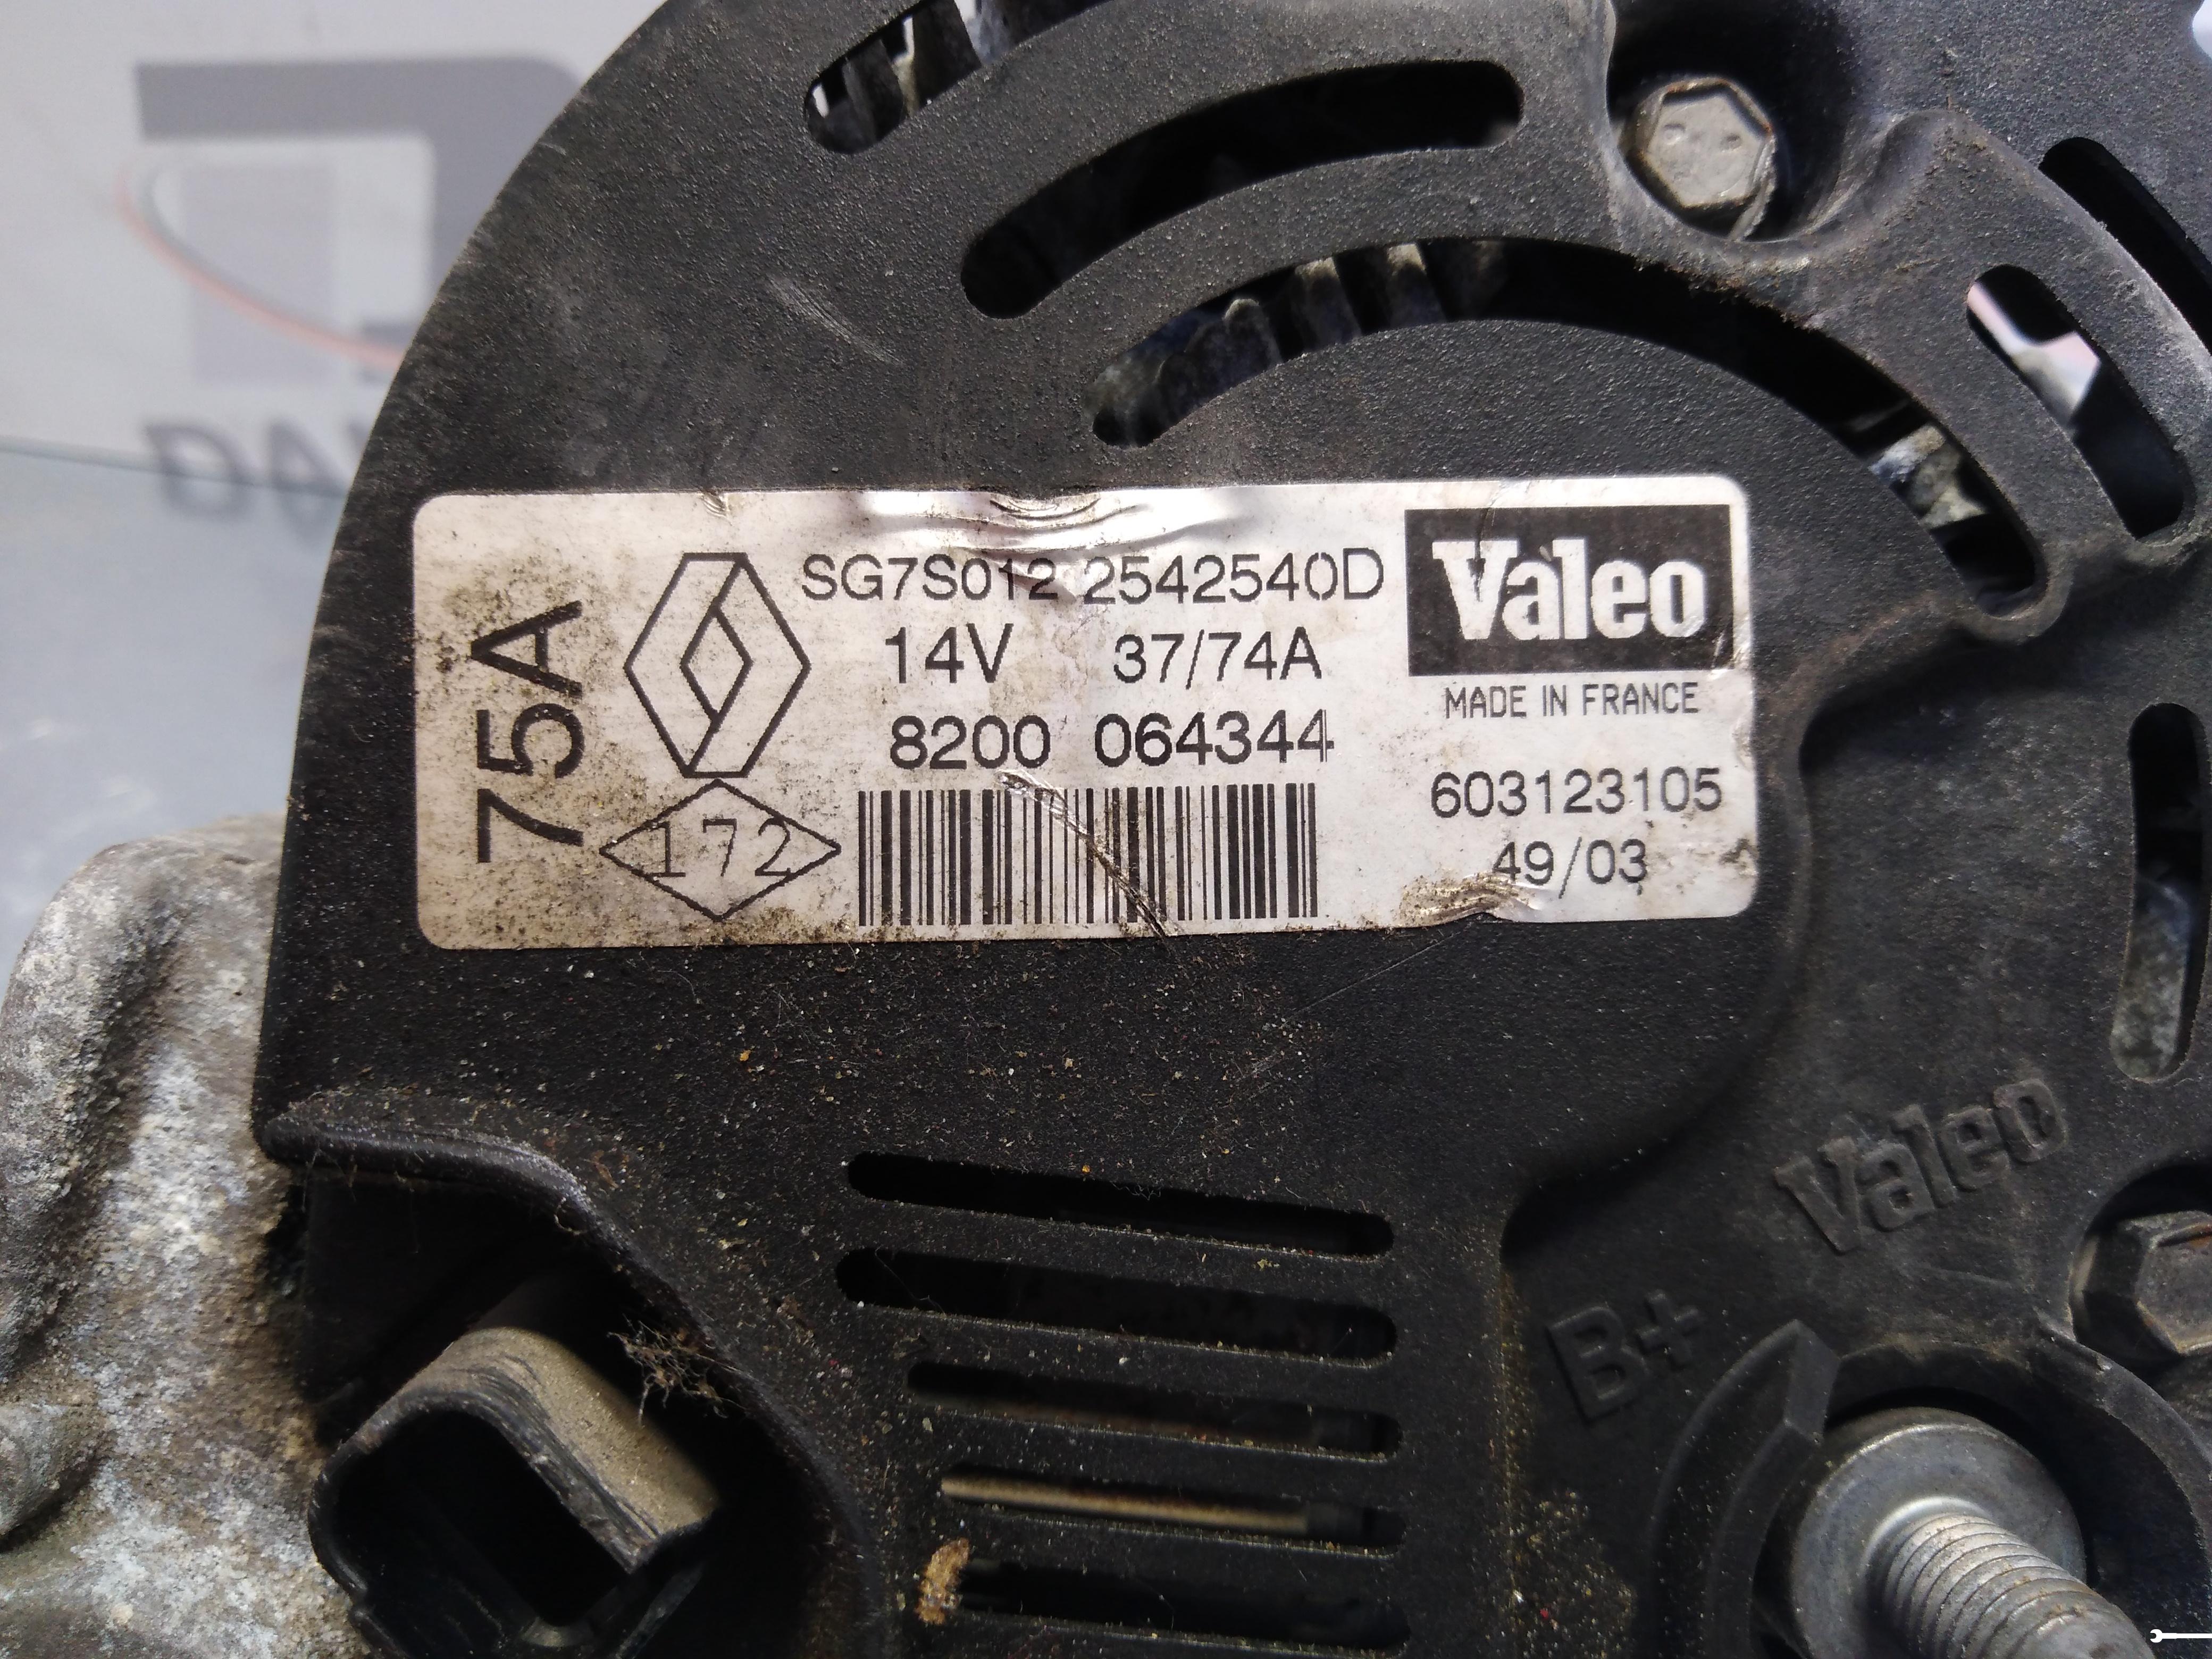 75A
SG7S012 2542540D
14V 37/74A
8200 064344
172
Valeo
MADE IN FRANCE
603123105
49/03
Valeo
B+